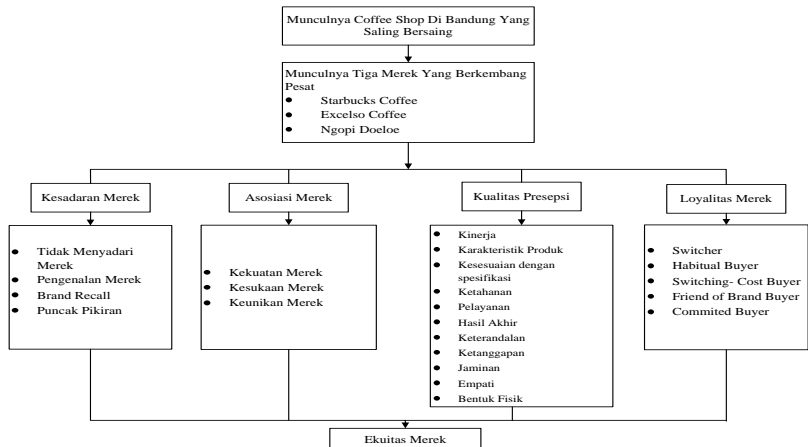 Munculnya Coffee Shop Di Bandung Yang
Saling Bersaing
Munculnya Tiga Merek Yang Berkembang
Pesat
● Starbucks Coffee
● Excelso Coffee
● Ngopi Doeloe
Kesadaran Merek
Asosiasi Merek
Kualitas Presepsi
Loyalitas Merek
● Tidak Menyadari
Merek
● Pengenalan Merek
● Brand Recall
● Puncak Pikiran
● Kekuatan Merek
● Kesukaan Merek
● Keunikan Merek
● Kinerja
● Karakteristik Produk
● Kesesuaian dengan
spesifikasi
● Ketahanan
● Pelayanan
● Hasil Akhir
● Keterandalan
● Ketanggapan
● Jaminan
● Empati
● Bentuk Fisik
● Switcher
● Habitual Buyer
● Switching- Cost Buyer
● Friend of Brand Buyer
● Commited Buyer
Ekuitas Merek